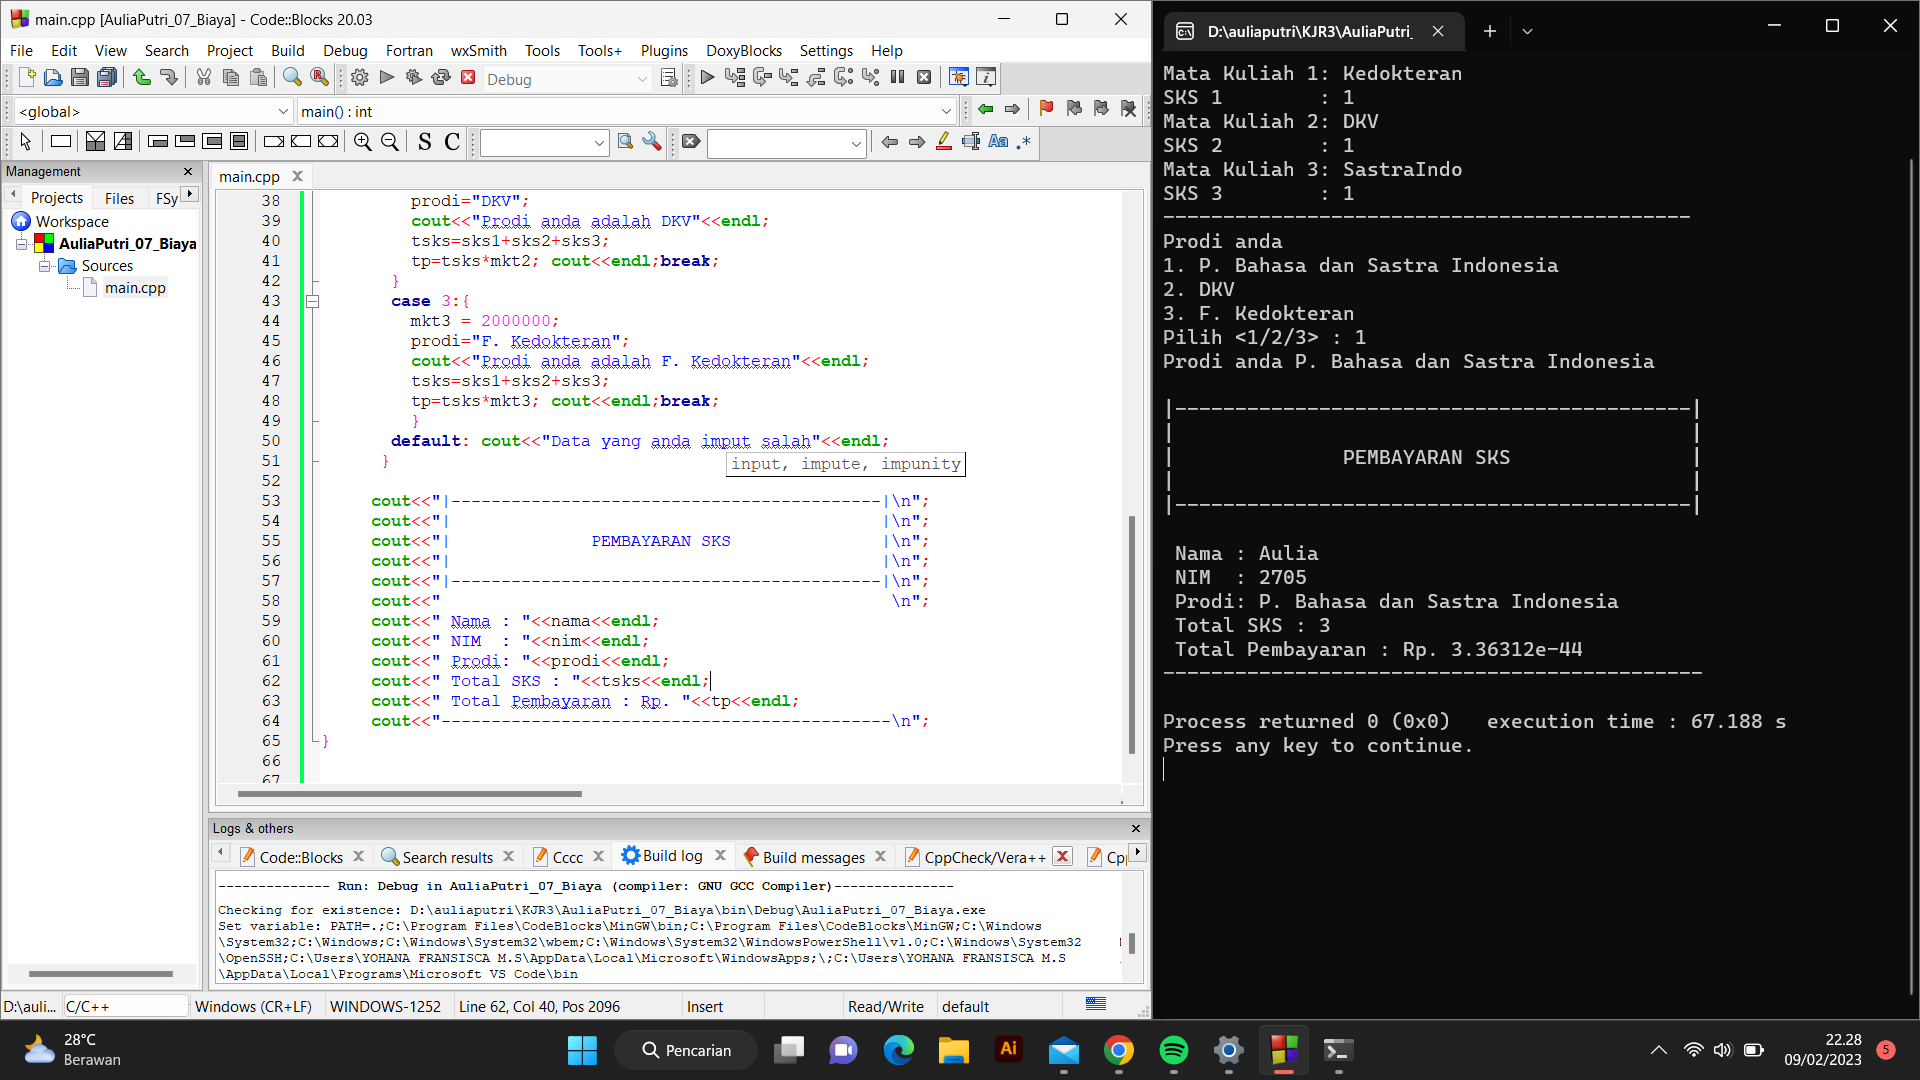 main.cpp [AuliaPutri_07_Biaya] - Code::Blocks 20.03
File Edit View Search Project Build Debug Fortran wxSmith Tools Tools+ Plugins DoxyBlocks Settings Help
Debug
<global>
main() : int
S C
Aa .*
Management
Projects Files FSy
Workspace
AuliaPutri_07_Biaya
Sources
main.cpp
main.cpp
38 prodi="DKV";
39 cout<<"Prodi anda adalah DKV"<<endl;
40 tsks=sks1+sks2+sks3;
41 tp=tsks*mkt2; cout<<endl;break;
42 }
43 case 3:{
44 mkt3 = 2000000;
45 prodi="F. Kedokteran";
46 cout<<"Prodi anda adalah F. Kedokteran"<<endl;
47 tsks=sks1+sks2+sks3;
48 tp=tsks*mkt3; cout<<endl;break;
49 }
50 default: cout<<"Data yang anda imput salah"<<endl;
51 }
input, impute, impunity
52
53 cout<<"|-------------------------------------------|\n";
54 cout<<"|                                           |\n";
55 cout<<"|              PEMBAYARAN SKS               |\n";
56 cout<<"|                                           |\n";
57 cout<<"|-------------------------------------------|\n";
58 cout<<"                                             \n";
59 cout<<" Nama : "<<nama<<endl;
60 cout<<" NIM  : "<<nim<<endl;
61 cout<<" Prodi: "<<prodi<<endl;
62 cout<<" Total SKS : "<<tsks<<endl;
63 cout<<" Total Pembayaran : Rp. "<<tp<<endl;
64 cout<<"---------------------------------------------\n";
65 }
66
67
Logs & others
Code::Blocks Search results Cccc Build log Build messages CppCheck/Vera++ Cp
-------------- Run: Debug in AuliaPutri_07_Biaya (compiler: GNU GCC Compiler)---------------
Checking for existence: D:\auliaputri\KJR3\AuliaPutri_07_Biaya\bin\Debug\AuliaPutri_07_Biaya.exe
Set variable: PATH=.;C:\Program Files\CodeBlocks\MinGW\bin;C:\Program Files\CodeBlocks\MinGW;C:\Windows
\System32;C:\Windows;C:\Windows\System32\wbem;C:\Windows\System32\WindowsPowerShell\v1.0;C:\Windows\System32
\OpenSSH;C:\Users\YOHANA FRANSISCA M.S\AppData\Local\Microsoft\WindowsApps;\;C:\Users\YOHANA FRANSISCA M.S
\AppData\Local\Programs\Microsoft VS Code\bin
D:\auli... C/C++ Windows (CR+LF) WINDOWS-1252 Line 62, Col 40, Pos 2096 Insert Read/Write default
D:\auliaputri\KJR3\AuliaPutri_
Mata Kuliah 1: Kedokteran
SKS 1        : 1
Mata Kuliah 2: DKV
SKS 2        : 1
Mata Kuliah 3: SastraIndo
SKS 3        : 1
--------------------------------------------
Prodi anda
1. P. Bahasa dan Sastra Indonesia
2. DKV
3. F. Kedokteran
Pilih <1/2/3> : 1
Prodi anda P. Bahasa dan Sastra Indonesia
|-------------------------------------------|
|                                           |
|              PEMBAYARAN SKS               |
|                                           |
|-------------------------------------------|
Nama : Aulia
NIM  : 2705
Prodi: P. Bahasa dan Sastra Indonesia
Total SKS : 3
Total Pembayaran : Rp. 3.36312e-44
---------------------------------------------
Process returned 0 (0x0)   execution time : 67.188 s
Press any key to continue.
28°C
Berawan
Pencarian
Ai
22.28
09/02/2023
5